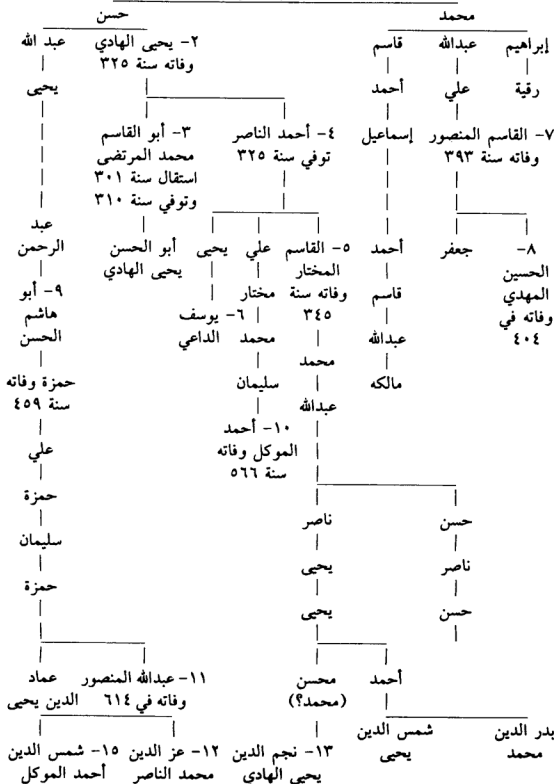 محمد حسن
إبراهيم عبدالله قاسم ٢- يحيى الهادي عبد الله
وفاته سنة ٣٢٥
رقية علي أحمد يحيى
٧- القاسم المنصور إسماعيل ٤- أحمد الناصر ٣- أبو القاسم
وفاته سنة ٣٩٣ توفي سنة ٣٢٥ محمد المرتضى
استقال سنة ٣٠١
وتوفي سنة ٣١٠
عبد
٨- جعفر أحمد ٥- القاسم علي يحيى أبو الحسن الرحمن
الحسين المختار يحيى الهادي
المهدي قاسم وفاته سنة مختار ٩- أبو
وفاته في ٣٤٥ ٦- يوسف هاشم
٤٠٤ عبدالله محمد الداعي الحسن
محمد
مالكه سليمان حمزة وفاته
عبدالله سنة ٤٥٩
١٠- أحمد
الموكل وفاته علي
سنة ٥٦٦
حمزة
حسن ناصر
سليمان
ناصر يحيى
حمزة
حسن يحيى
أحمد محسن ١١- عبدالله المنصور عماد
(محمد؟) وفاته في ٦١٤ الدين يحيى
بدر الدين شمس الدين ١٣- نجم الدين ١٢- عز الدين ١٥- شمس الدين
محمد يحيى يحيى الهادي محمد الناصر أحمد الموكل